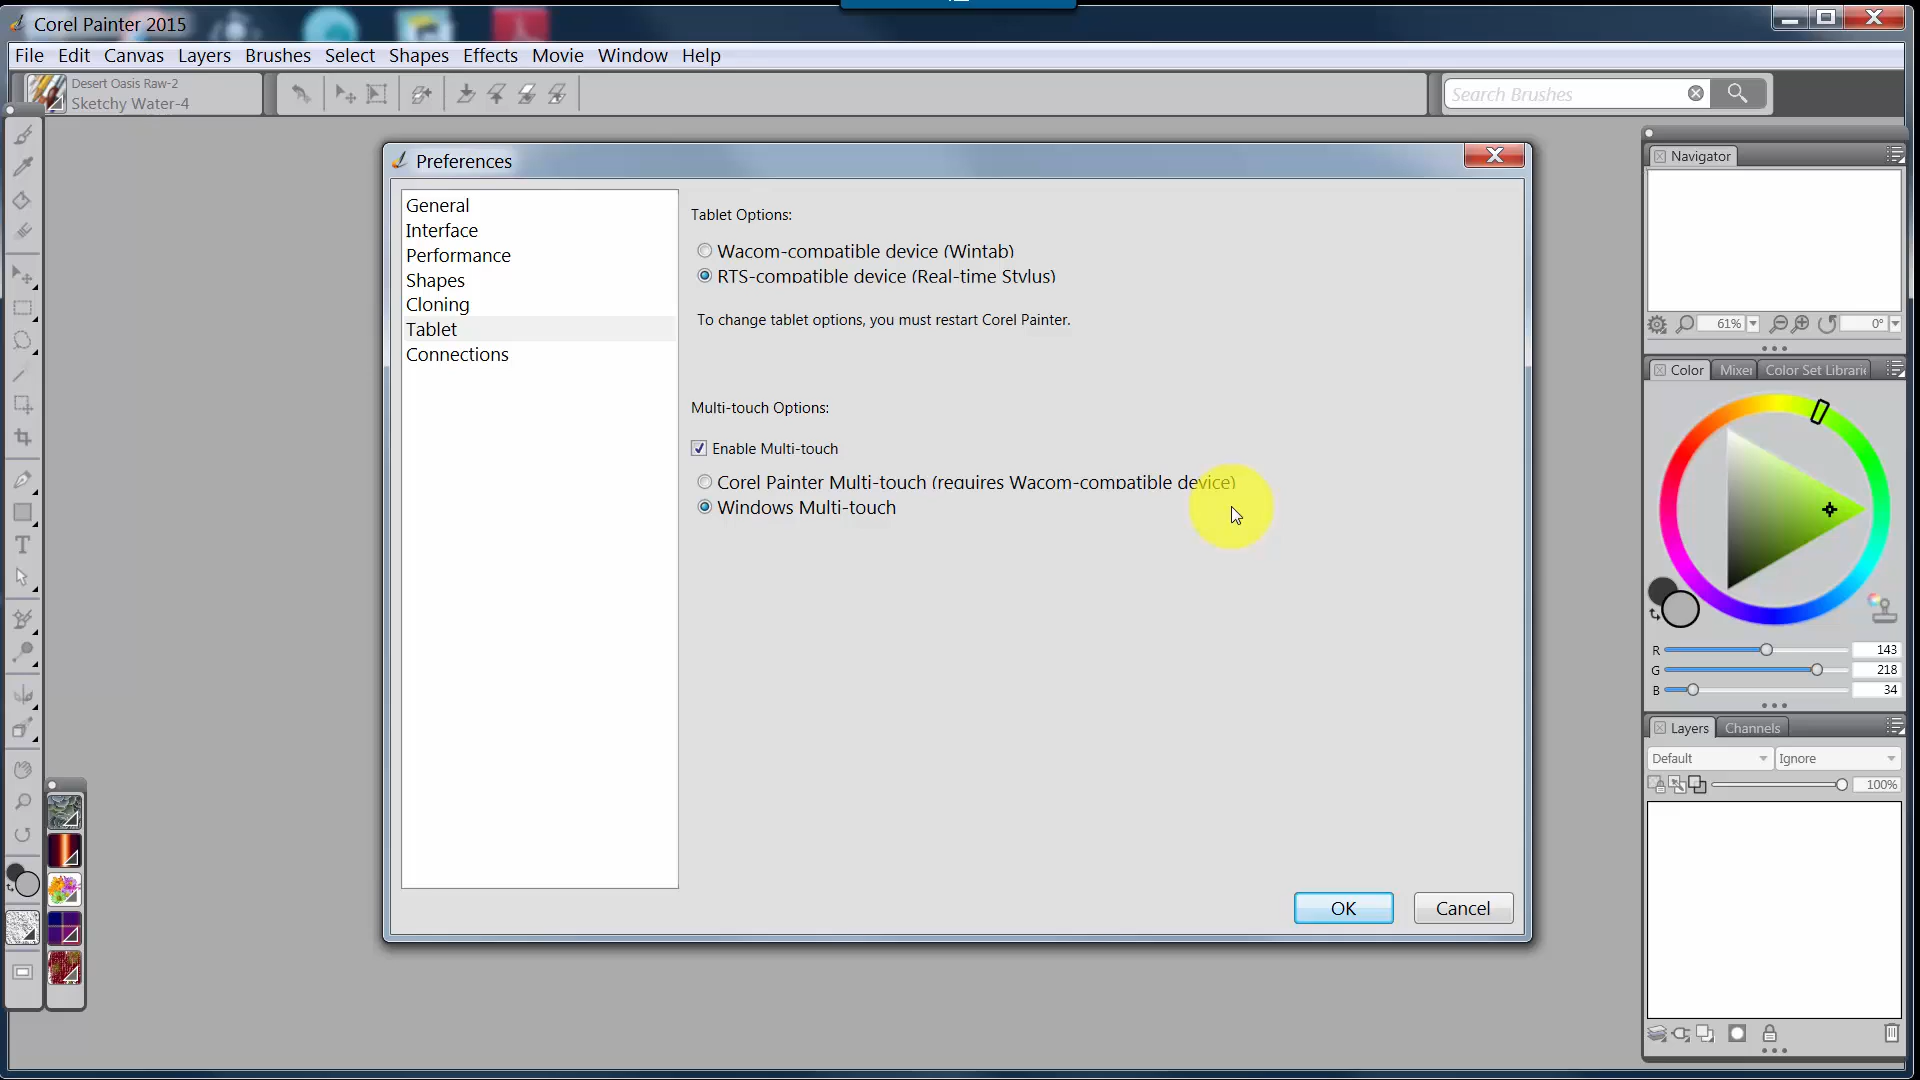 Corel Painter 2015
File Edit Canvas Layers Brushes Select Shapes Effects Movie Window Help
Desert Oasis Raw-2
Sketchy Water-4
Search Brushes
Preferences
General
Interface
Performance
Shapes
Cloning
Tablet
Connections
Tablet Options:
Wacom-compatible device (Wintab)
RTS-compatible device (Real-time Stylus)
To change tablet options, you must restart Corel Painter.
Multi-touch Options:
Enable Multi-touch
Corel Painter Multi-touch (requires Wacom-compatible device)
Windows Multi-touch
OK Cancel
Navigator
61% 0°
Color Mixer Color Set Librari
R 143
G 218
B 34
Layers Channels
Default Ignore
100%
T